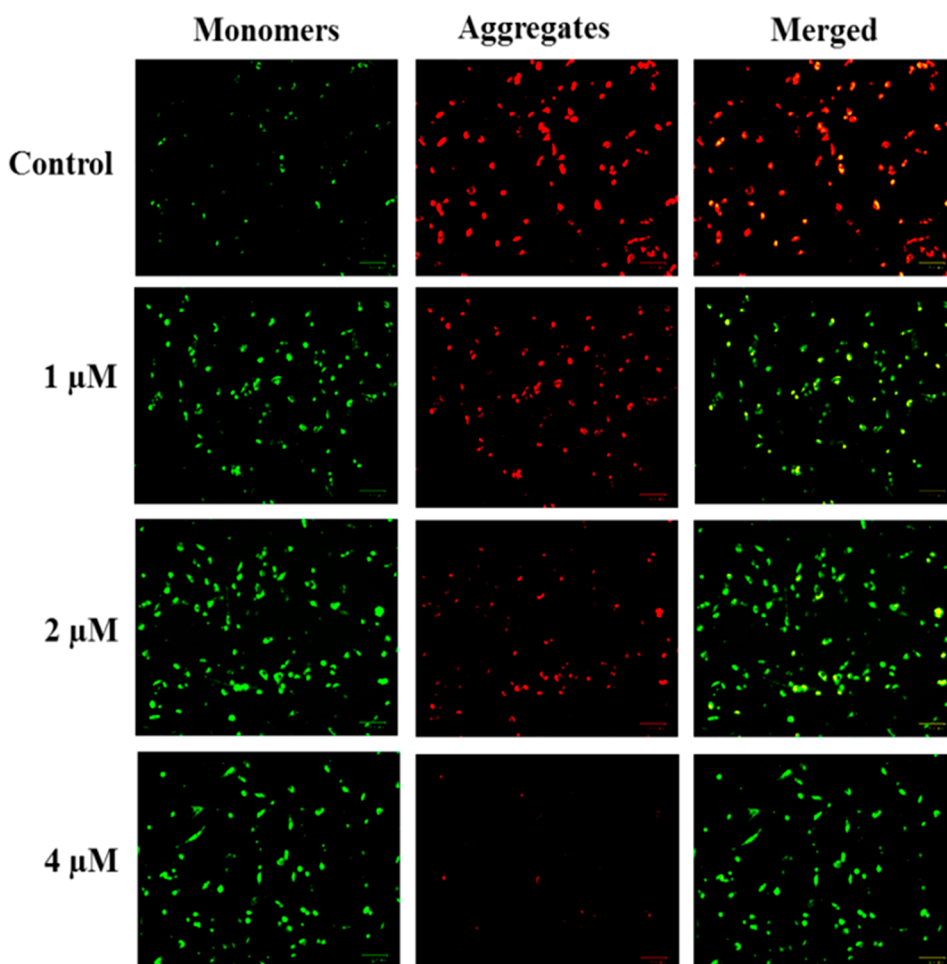 Monomers Aggregates Merged
Control
1 μM
2 μM
4 μM